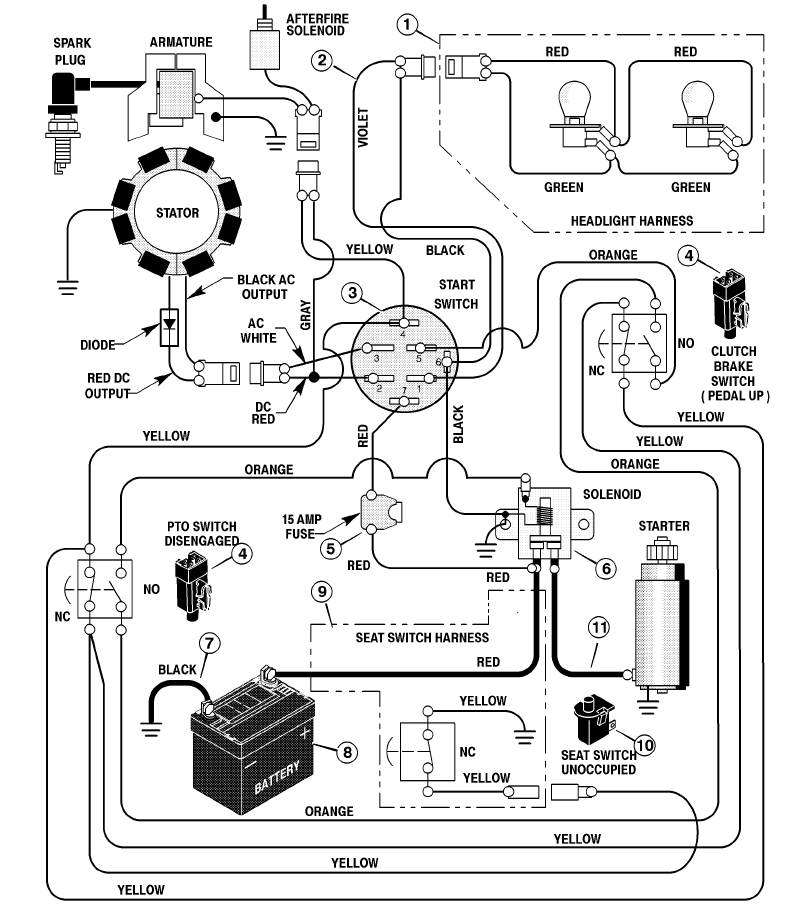 AFTERFIRE
SOLENOID
1
SPARK
PLUG
ARMATURE
2
RED
RED
VIOLET
GREEN
GREEN
STATOR
HEADLIGHT HARNESS
YELLOW
BLACK
ORANGE
4
BLACK AC
OUTPUT
GRAY
3
START
SWITCH
AC
WHITE
4
3
5
6
2
1
7
DIODE
NO
NC
CLUTCH
BRAKE
SWITCH
( PEDAL UP )
RED DC
OUTPUT
DC
RED
YELLOW
YELLOW
RED
BLACK
YELLOW
ORANGE
ORANGE
SOLENOID
15 AMP
FUSE
5
STARTER
PTO SWITCH
DISENGAGED
4
RED
RED
6
NO
NC
9
11
7
SEAT SWITCH HARNESS
BLACK
RED
YELLOW
8
NC
10
SEAT SWITCH
UNOCCUPIED
+
−
BATTERY
YELLOW
ORANGE
YELLOW
YELLOW
YELLOW